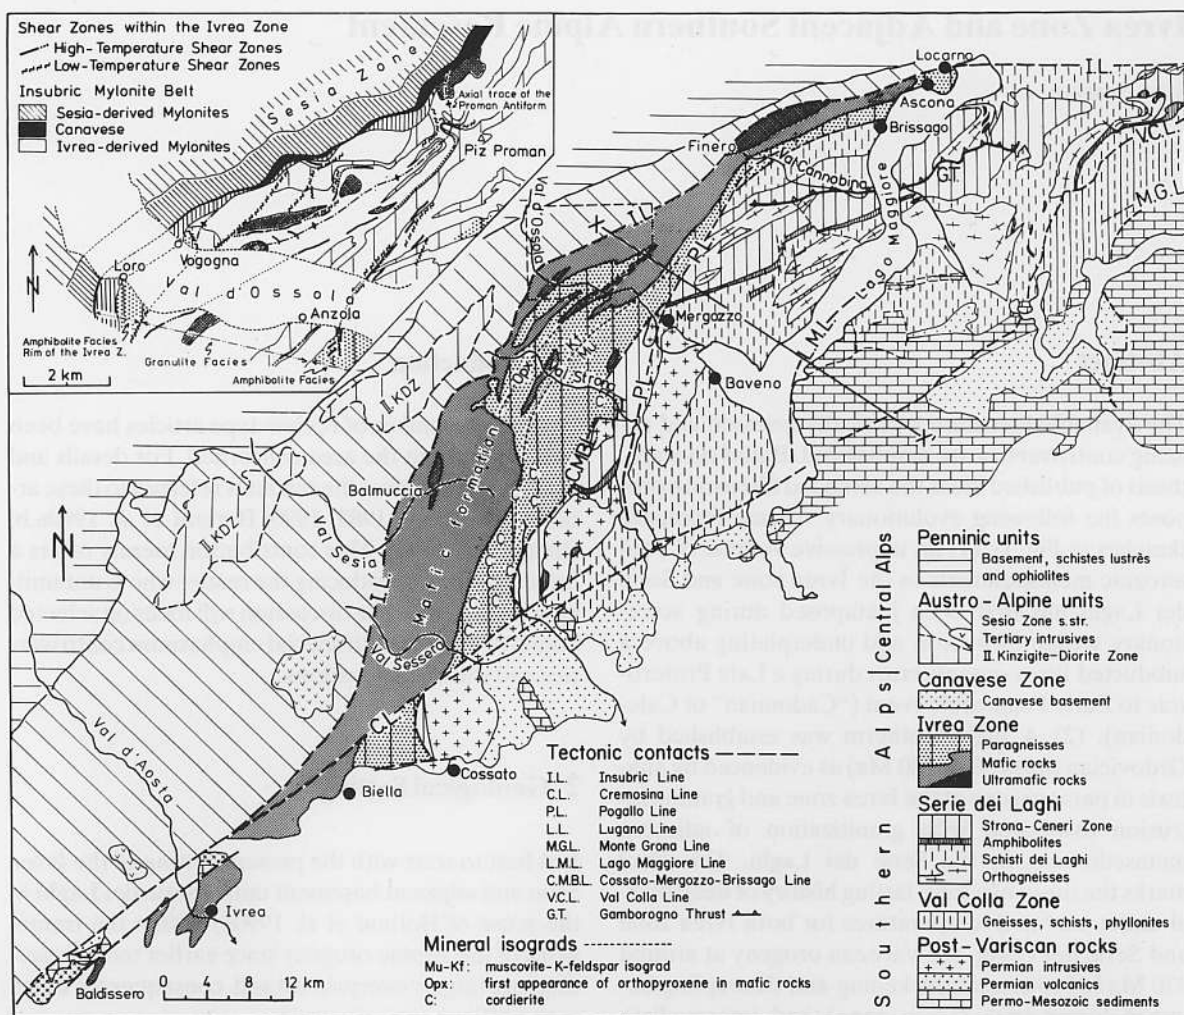 Shear Zones within the Ivrea Zone
High-Temperature Shear Zones
Low-Temperature Shear Zones
Insubric Mylonite Belt
Sesia-derived Mylonites
Canavese
Ivrea-derived Mylonites
Sesia Zone
Axial trace of the
Proman Antiform
Piz Proman
Vogogna
Loro
Val d'Ossola
Anzola
N
Amphibolite Facies
Rim of the Ivrea Z.
Granulite Facies
Amphibolite Facies
2 km
Locarno
I.L.
Ascona
Brissago
Finero
Val Cannobina
G.T.
V.C.L.
M.G.L.
Lago Maggiore
Val d'Ossola
X
I.L.
P.L.
Mergozzo
L.M.L.
Baveno
X'
Opx
Mu
Kf
Val Strona
P.L.
C.M.B.L.
II.KDZ
Mafic formation
Balmuccia
Val Sesia
II.KDZ
N
I.L.
C
C
C
C
C
Val Sessera
C.L.
Cossato
Biella
Val d'Aosta
Ivrea
Baldissero
0 4 8 12 km
Tectonic contacts
I.L. Insubric Line
C.L. Cremosina Line
P.L. Pogallo Line
L.L. Lugano Line
M.G.L. Monte Grona Line
L.M.L. Lago Maggiore Line
C.M.B.L. Cossato-Mergozzo-Brissago Line
V.C.L. Val Colla Line
G.T. Gamborogno Thrust
Mineral isograds
Mu-Kf: muscovite-K-feldspar isograd
Opx: first appearance of orthopyroxene in mafic rocks
C: cordierite
Southern Alps
Central Alps
Penninic units
Basement, schistes lustrés
and ophiolites
Austro-Alpine units
Sesia Zone s.str.
Tertiary intrusives
II Kinzigite-Diorite Zone
Canavese Zone
Canavese basement
Ivrea Zone
Paragneisses
Mafic rocks
Ultramafic rocks
Serie dei Laghi
Strona-Ceneri Zone
Amphibolites
Schisti dei Laghi
Orthogneisses
Val Colla Zone
Gneisses, schists, phyllonites
Post-Variscan rocks
Permian intrusives
Permian volcanics
Permo-Mesozoic sediments